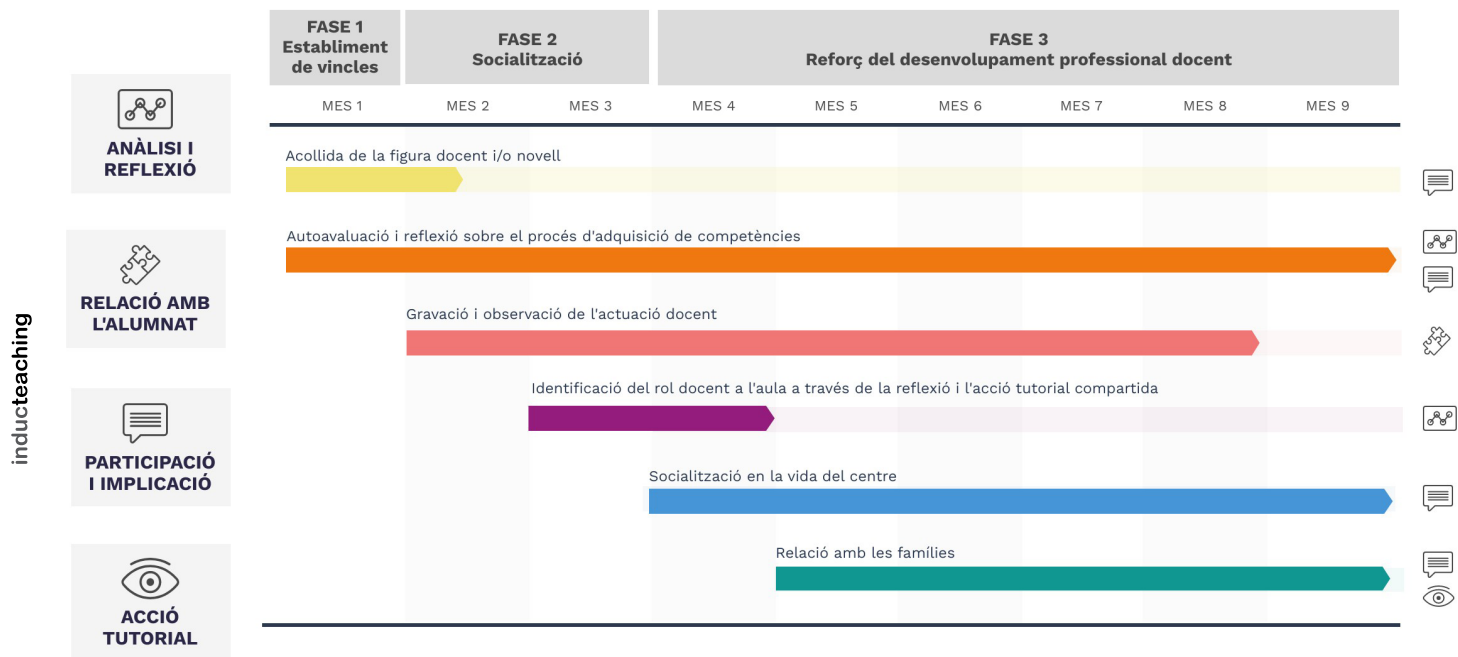 FASE 1
Establiment
de vincles
FASE 2
Socialització
FASE 3
Reforç del desenvolupament professional docent
MES 1
MES 2
MES 3
MES 4
MES 5
MES 6
MES 7
MES 8
MES 9
ANÀLISI I
REFLEXIÓ
RELACIÓ AMB
L'ALUMNAT
PARTICIPACIÓ
I IMPLICACIÓ
ACCIÓ
TUTORIAL
inducteaching
Acollida de la figura docent i/o novell
Autoavaluació i reflexió sobre el procés d'adquisició de competències
Gravació i observació de l'actuació docent
Identificació del rol docent a l'aula a través de la reflexió i l'acció tutorial compartida
Socialització en la vida del centre
Relació amb les famílies